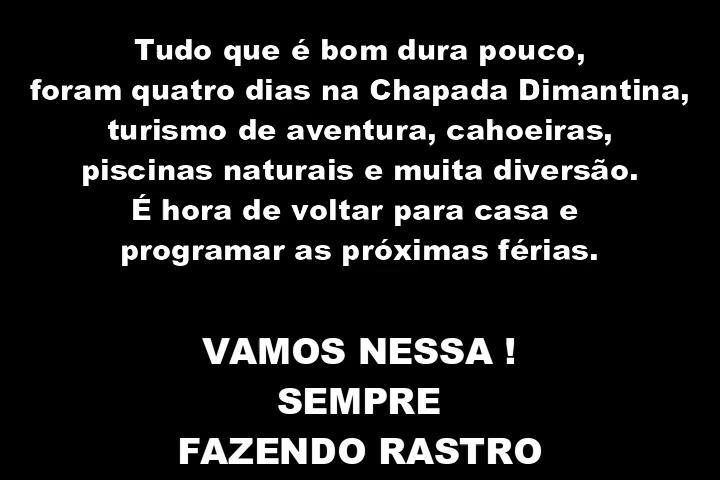 Tudo que é bom dura pouco,
foram quatro dias na Chapada Dimantina,
turismo de aventura, cahoeiras,
piscinas naturais e muita diversão.
É hora de voltar para casa e
programar as próximas férias.
VAMOS NESSA !
SEMPRE
FAZENDO RASTRO